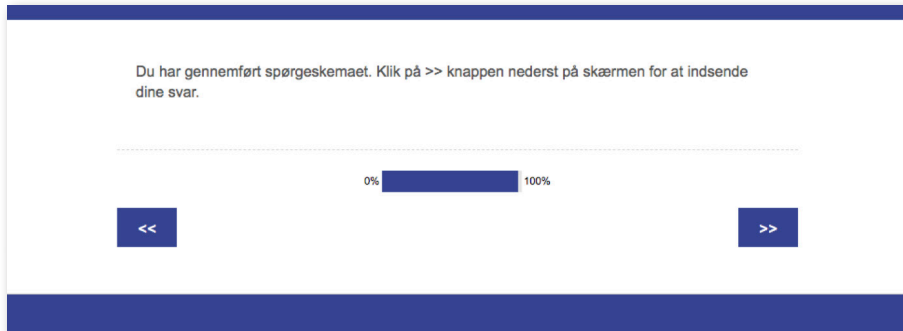 Du har gennemført spørgeskemaet. Klik på >> knappen nederst på skærmen for at indsende
dine svar.
0% 100%
<< >>